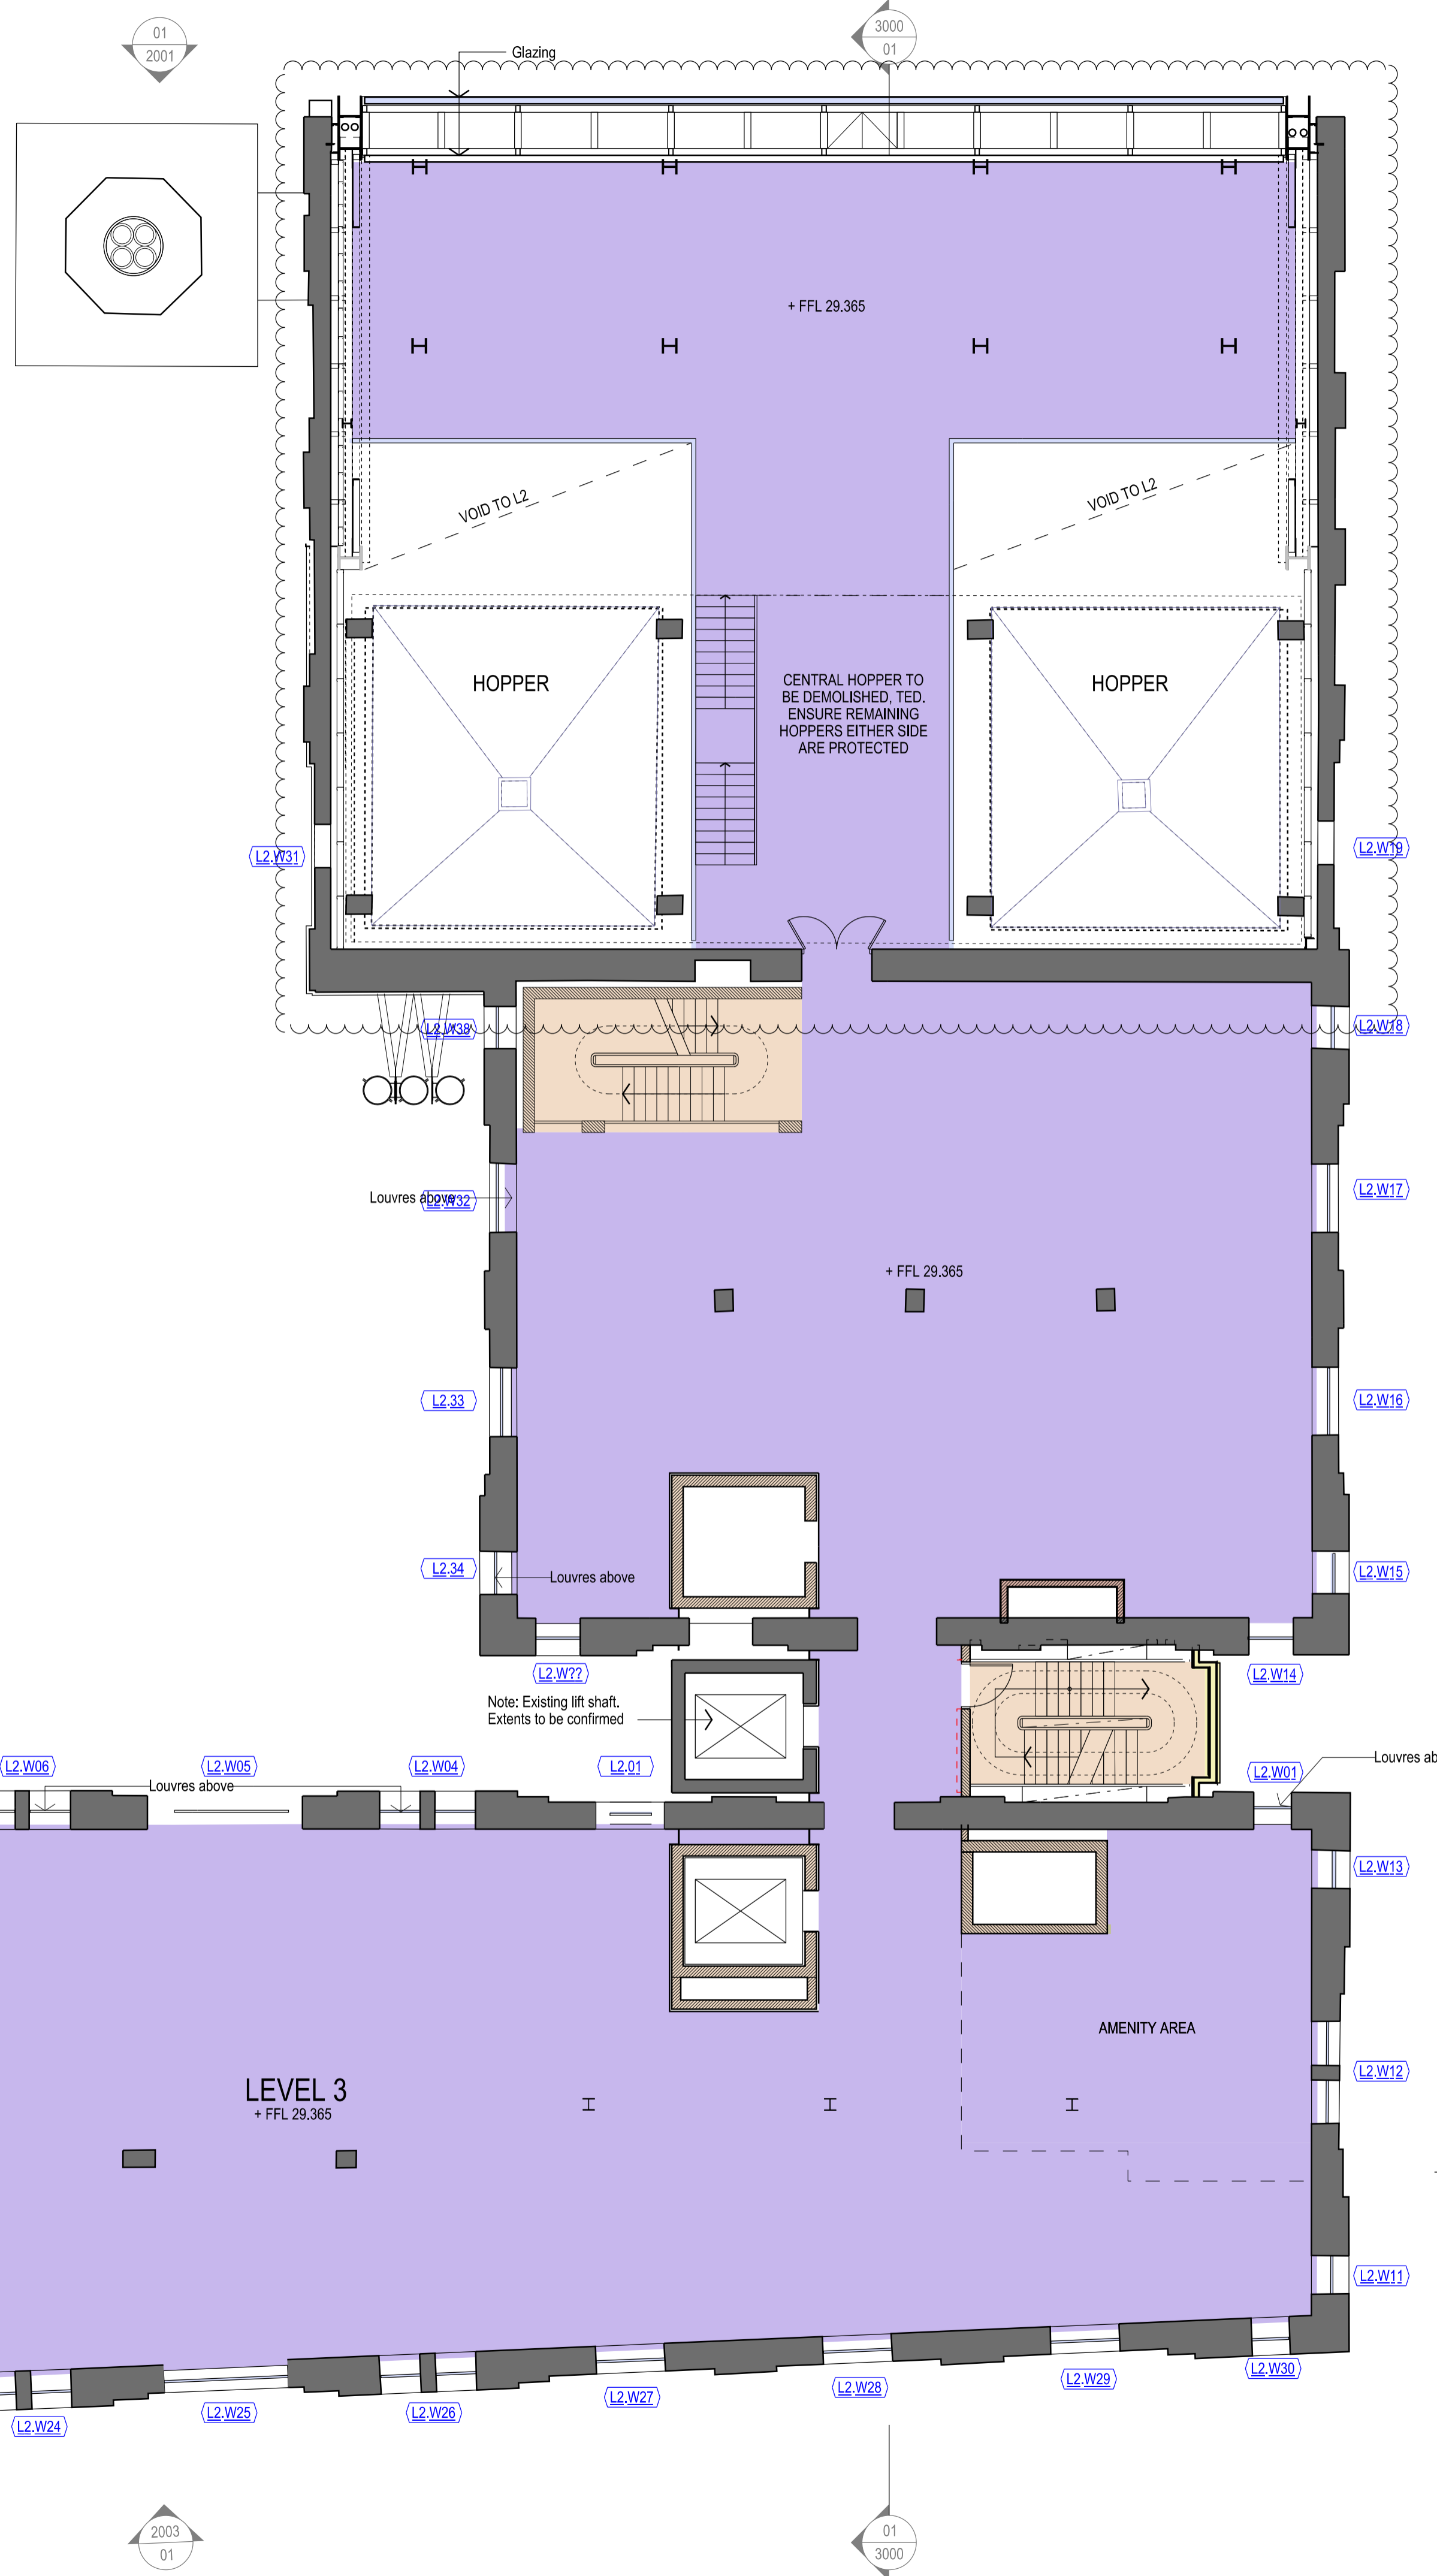 01
2001
3000
01
Glazing
+ FFL 29.365
VOID TO L2
VOID TO L2
HOPPER
CENTRAL HOPPER TO
BE DEMOLISHED, TED.
ENSURE REMAINING
HOPPERS EITHER SIDE
ARE PROTECTED
HOPPER
L2.W31
L2.W19
L2.W38
L2.W18
Louvres above
L2.W32
L2.W17
+ FFL 29.365
L2.33
L2.W16
L2.34
Louvres above
L2.W15
L2.W??
L2.W14
Note: Existing lift shaft.
Extents to be confirmed
L2.W06
L2.W05
L2.W04
L2.01
L2.W01
Louvres ab
Louvres above
L2.W13
AMENITY AREA
L2.W12
LEVEL 3
+ FFL 29.365
L2.W11
L2.W30
L2.W29
L2.W28
L2.W27
L2.W26
L2.W25
L2.W24
2003
01
01
3000